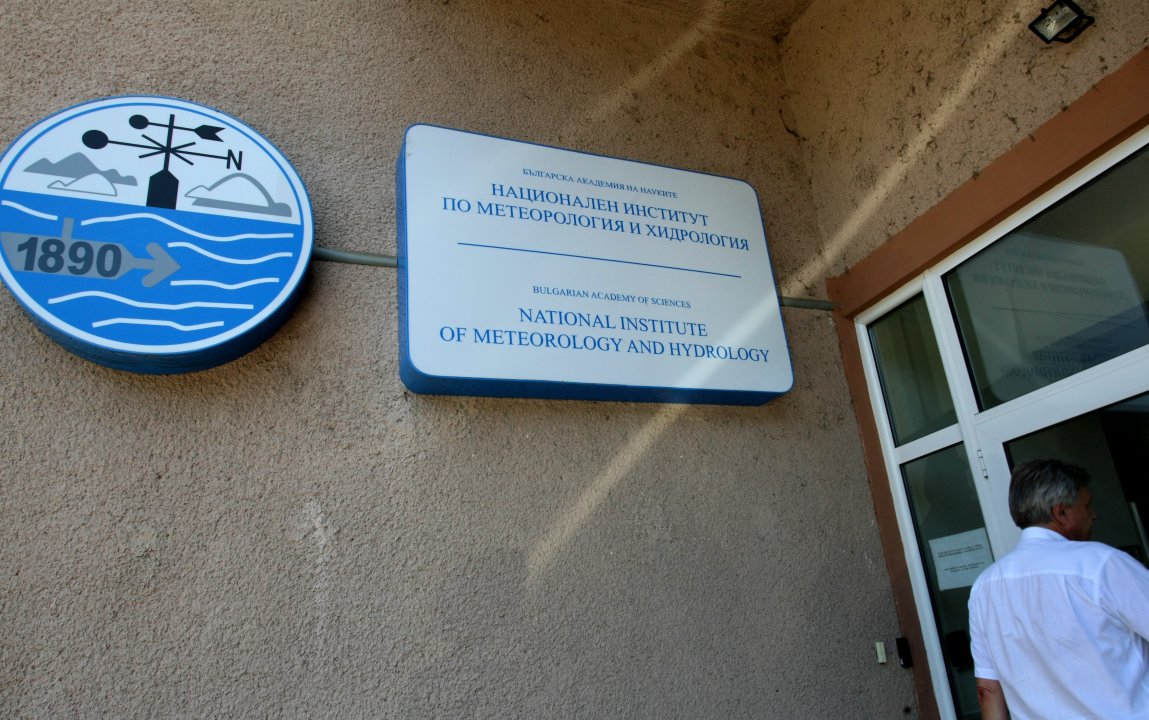 N
1890
БЪЛГАРСКА АКАДЕМИЯ НА НАУКИТЕ
НАЦИОНАЛЕН ИНСТИТУТ
ПО МЕТЕОРОЛОГИЯ И ХИДРОЛОГИЯ
BULGARIAN ACADEMY OF SCIENCES
NATIONAL INSTITUTE
OF METEOROLOGY AND HYDROLOGY